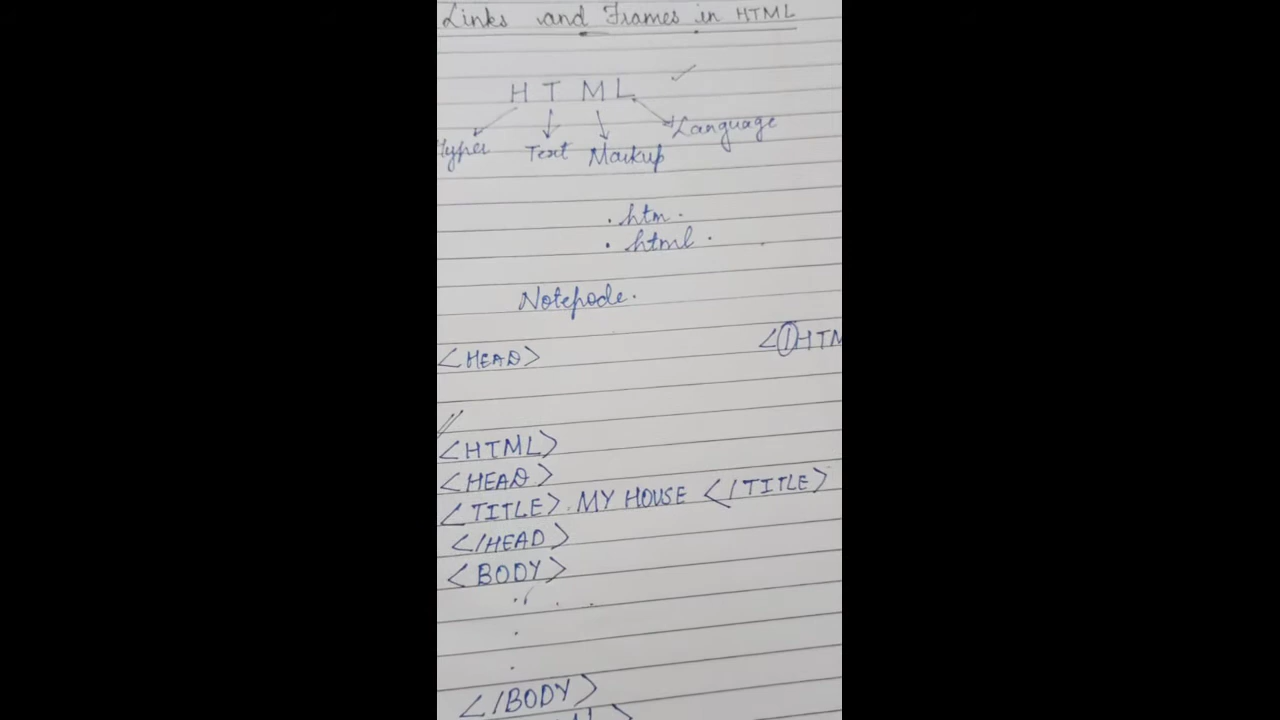 Links and Frames in HTML
H T M L
Hyper Text Markup Language
.htm.
.html.
Notepade.
<HEAD> </HTM
//
<HTML>
<HEAD>
<TITLE> MY HOUSE </TITLE>
</HEAD>
<BODY>
</BODY>